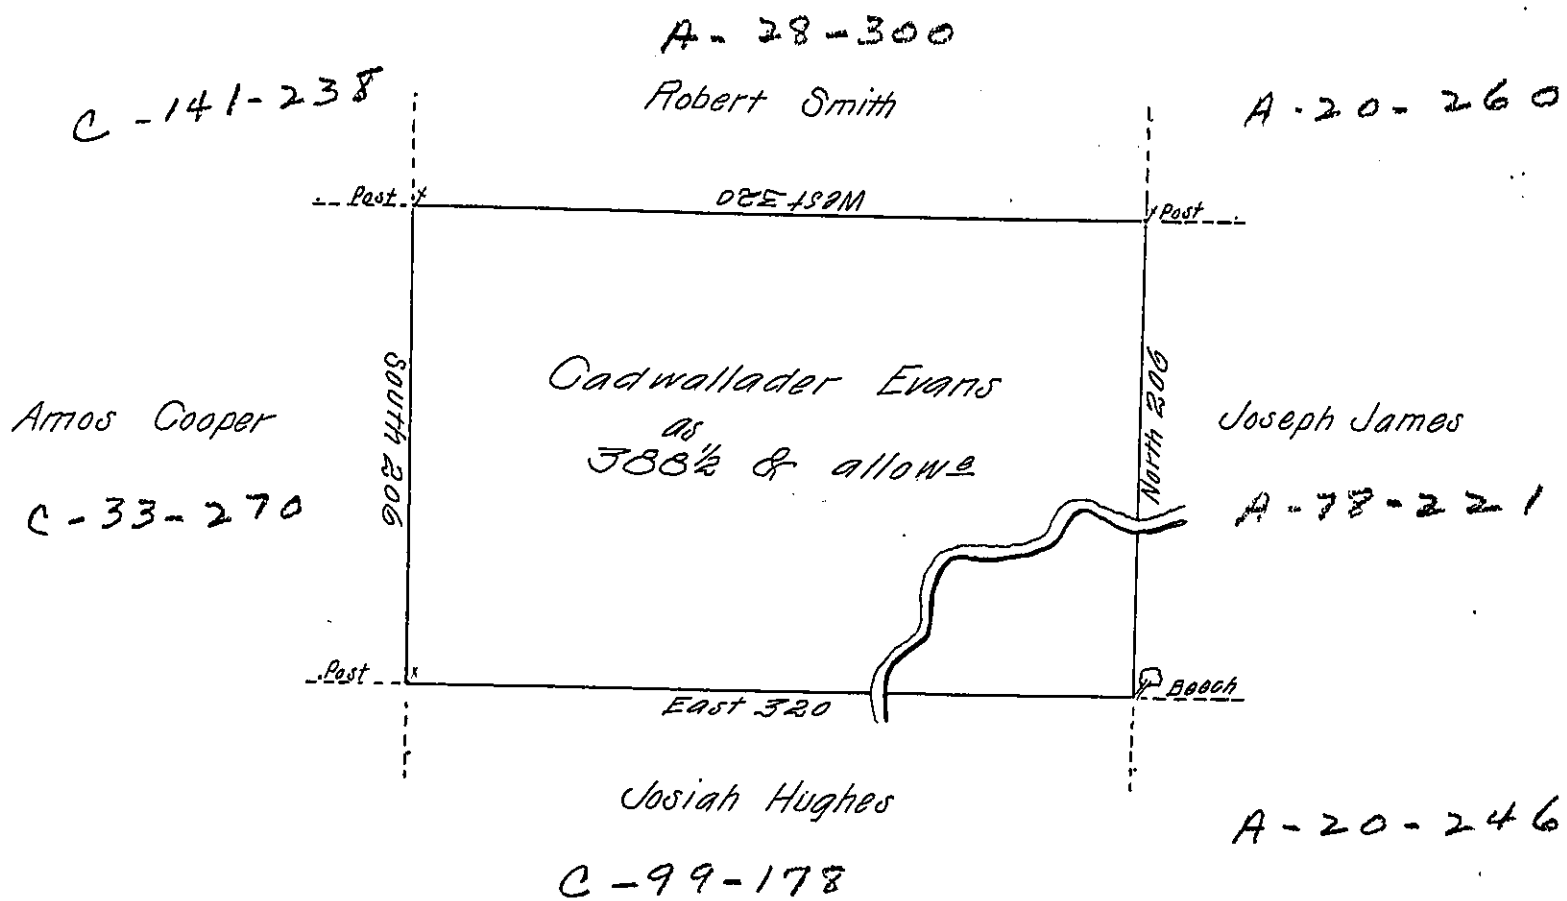 A-28-300
C-141-238
Robert Smith
A-20-260
Post
West 320
Post
South 206
North 206
Cadwallader Evans
as
388½ & allowe
Amos Cooper
Joseph James
C-33-270
A-78-221
Post
East 320
Beech
Josiah Hughes
A-20-246
C-99-178